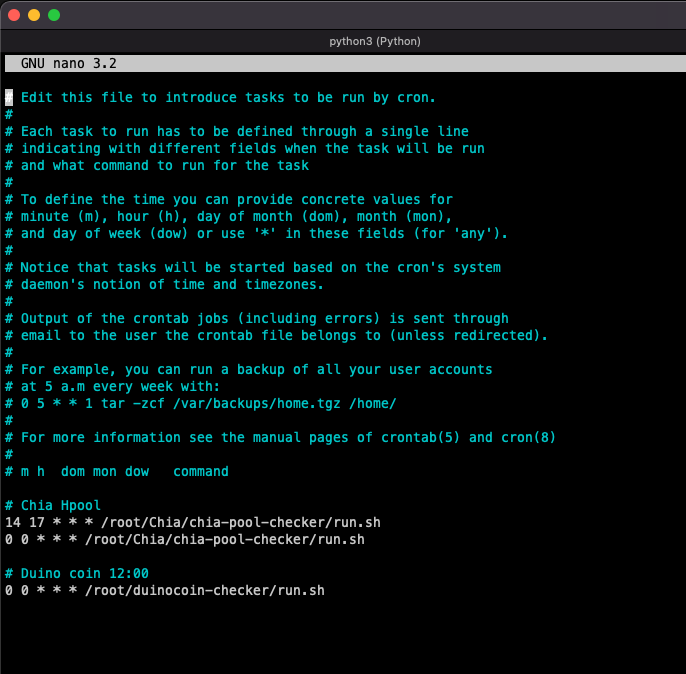 python3 (Python)
GNU nano 3.2
# Edit this file to introduce tasks to be run by cron.
#
# Each task to run has to be defined through a single line
# indicating with different fields when the task will be run
# and what command to run for the task
#
# To define the time you can provide concrete values for
# minute (m), hour (h), day of month (dom), month (mon),
# and day of week (dow) or use '*' in these fields (for 'any').
#
# Notice that tasks will be started based on the cron's system
# daemon's notion of time and timezones.
#
# Output of the crontab jobs (including errors) is sent through
# email to the user the crontab file belongs to (unless redirected).
#
# For example, you can run a backup of all your user accounts
# at 5 a.m every week with:
# 0 5 * * 1 tar -zcf /var/backups/home.tgz /home/
#
# For more information see the manual pages of crontab(5) and cron(8)
#
# m h  dom mon dow   command
# Chia Hpool
14 17 * * * /root/Chia/chia-pool-checker/run.sh
0 0 * * * /root/Chia/chia-pool-checker/run.sh
# Duino coin 12:00
0 0 * * * /root/duinocoin-checker/run.sh